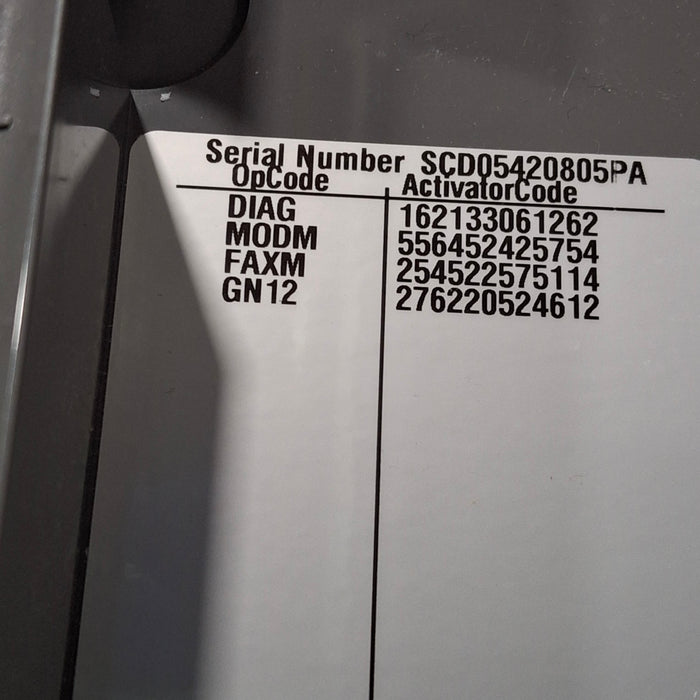 Serial Number SCD05420805PA
OpCode ActivatorCode
DIAG 162133061262
MODM 556452425754
FAXM 254522575114
GN12 276220524612